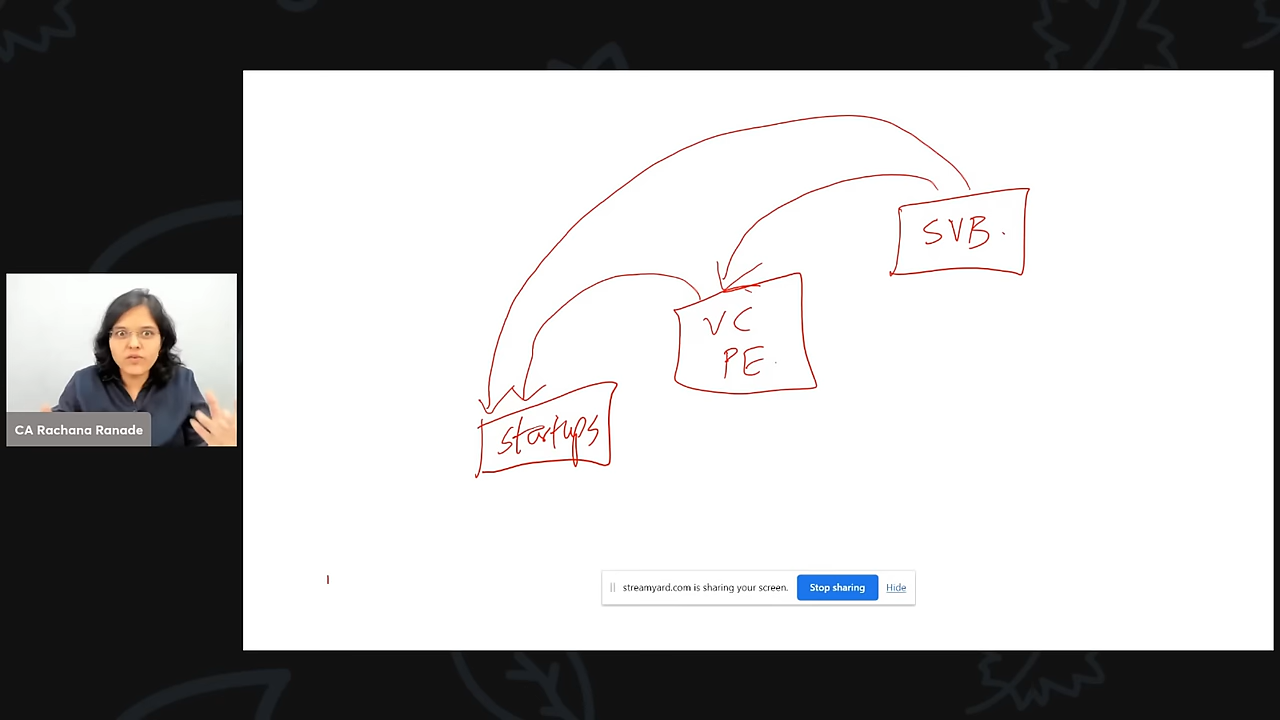 SVB.
VC
PE.
startups
CA Rachana Ranade
streamyard.com is sharing your screen.
Stop sharing
Hide